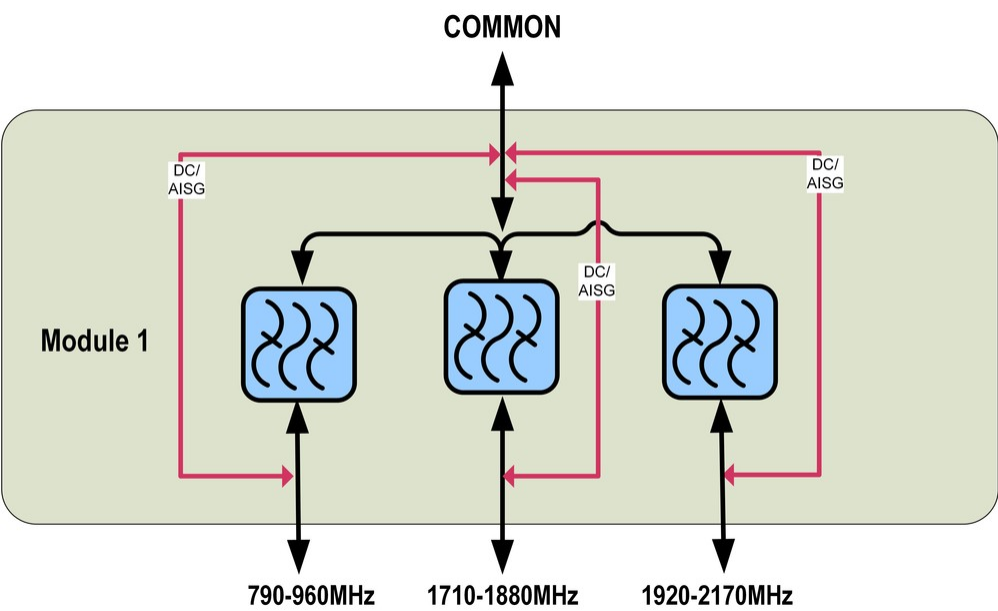 COMMON
DC/
AISG
DC/
AISG
DC/
AISG
Module 1
790-960MHz
1710-1880MHz
1920-2170MHz